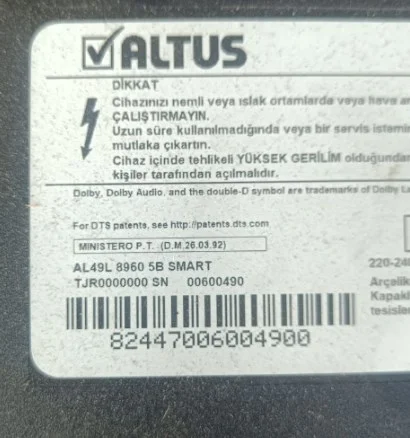 ALTUS
DİKKAT
Cihazınızı nemli veya ıslak ortamlarda veya hava
ÇALIŞTIRMAYIN.
Uzun süre kullanılmadığında veya bir servis
mutlaka çıkartın.
Cihaz içinde tehlikeli YÜKSEK GERİLİM
kişiler tarafından açılmalıdır.
Dolby, Dolby Audio, and the double-D symbol are trademarks of Dolby
For DTS patents, see http://patents.dts.com
MINISTERO P.T. (D.M.26.03.92)
AL49L 8960 5B SMART
220-24
TJR0000000 SN 00600490
Arçelik
82447006004900